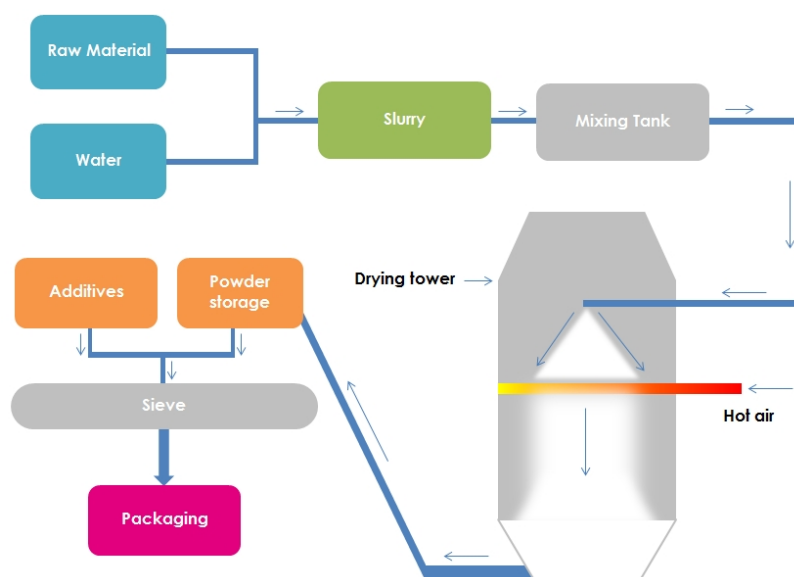 Raw Material
Slurry
Mixing Tank
Water
Additives
Powder
storage
Drying tower
Sieve
Hot air
Packaging